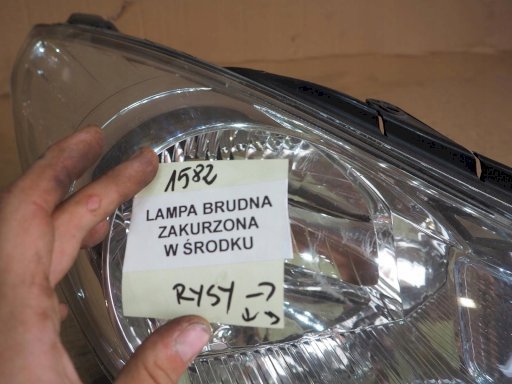 1582
LAMPA BRUDNA
ZAKURZONA
W ŚRODKU
RYSY → ↙↘